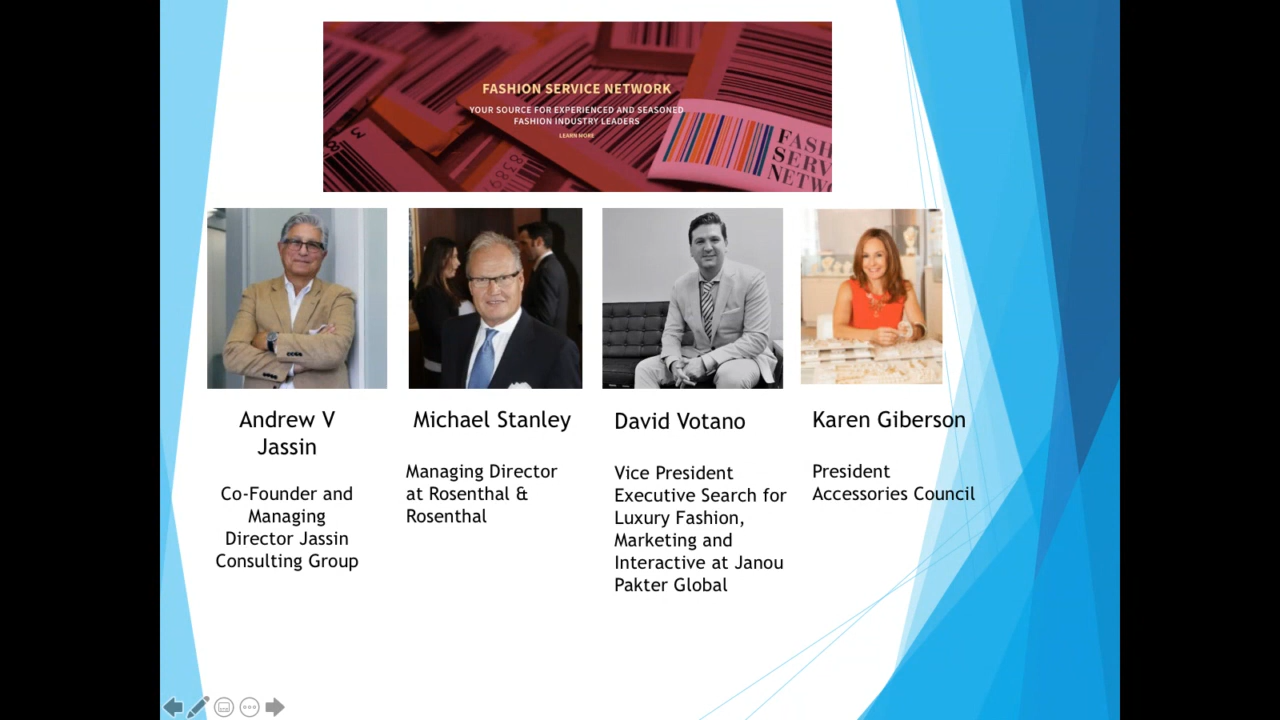 FASHION SERVICE NETWORK
YOUR SOURCE FOR EXPERIENCED AND SEASONED
FASHION INDUSTRY LEADERS
LEARN MORE
FASH
SERV
NETW
Andrew V
Jassin
Co-Founder and
Managing
Director Jassin
Consulting Group
Michael Stanley
Managing Director
at Rosenthal &
Rosenthal
David Votano
Vice President
Executive Search for
Luxury Fashion,
Marketing and
Interactive at Janou
Pakter Global
Karen Giberson
President
Accessories Council